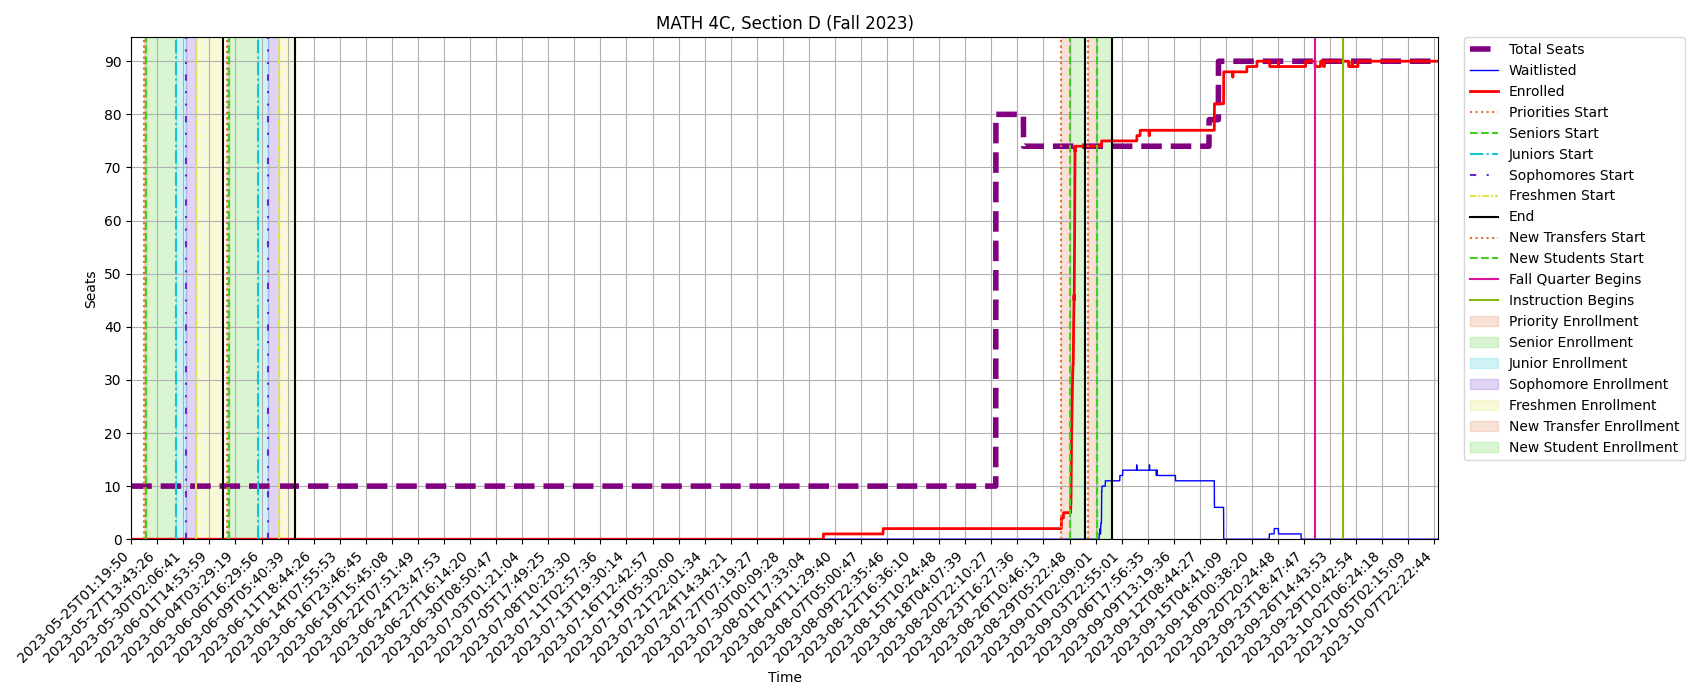 MATH 4C, Section D (Fall 2023)
Seats
90
80
70
60
50
40
30
20
10
0
2023-05-25T01:19:50
2023-05-27T13:43:26
2023-05-30T02:06:41
2023-06-01T14:53:59
2023-06-04T03:29:19
2023-06-06T16:29:56
2023-06-09T05:40:39
2023-06-11T18:44:26
2023-06-14T07:55:53
2023-06-16T23:46:45
2023-06-19T15:45:08
2023-06-22T07:51:49
2023-06-24T23:47:53
2023-06-27T16:14:20
2023-06-30T08:50:47
2023-07-03T01:21:04
2023-07-05T17:49:25
2023-07-08T10:23:30
2023-07-11T02:57:36
2023-07-13T19:30:14
2023-07-16T12:42:57
2023-07-19T05:30:00
2023-07-21T22:01:34
2023-07-24T14:34:21
2023-07-27T07:19:27
2023-07-30T00:09:28
2023-08-01T17:33:04
2023-08-04T11:29:40
2023-08-07T05:00:47
2023-08-09T22:35:46
2023-08-12T16:36:10
2023-08-15T10:24:48
2023-08-18T04:07:39
2023-08-20T22:10:27
2023-08-23T16:27:36
2023-08-26T10:46:13
2023-08-29T05:22:48
2023-09-01T02:09:01
2023-09-03T22:55:01
2023-09-06T17:56:35
2023-09-09T13:19:36
2023-09-12T08:44:27
2023-09-15T04:41:09
2023-09-18T00:38:20
2023-09-20T20:24:48
2023-09-23T18:47:47
2023-09-26T14:43:53
2023-09-29T10:42:54
2023-10-02T06:24:18
2023-10-05T02:15:09
2023-10-07T22:22:44
Time
Total Seats
Waitlisted
Enrolled
Priorities Start
Seniors Start
Juniors Start
Sophomores Start
Freshmen Start
End
New Transfers Start
New Students Start
Fall Quarter Begins
Instruction Begins
Priority Enrollment
Senior Enrollment
Junior Enrollment
Sophomore Enrollment
Freshmen Enrollment
New Transfer Enrollment
New Student Enrollment